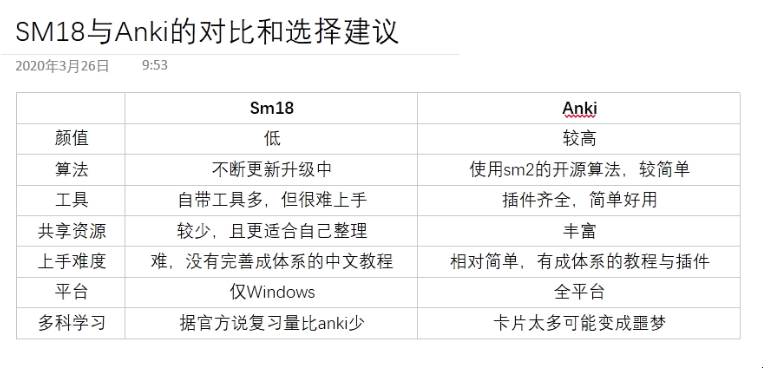 SM18与Anki的对比和选择建议
2020年3月26日 9:53
Sm18 Anki
颜值 低 较高
算法 不断更新升级中 使用sm2的开源算法，较简单
工具 自带工具多，但很难上手 插件齐全，简单好用
共享资源 较少，且更适合自己整理 丰富
上手难度 难，没有完善成体系的中文教程 相对简单，有成体系的教程与插件
平台 仅Windows 全平台
多科学习 据官方说复习量比anki少 卡片太多可能变成噩梦